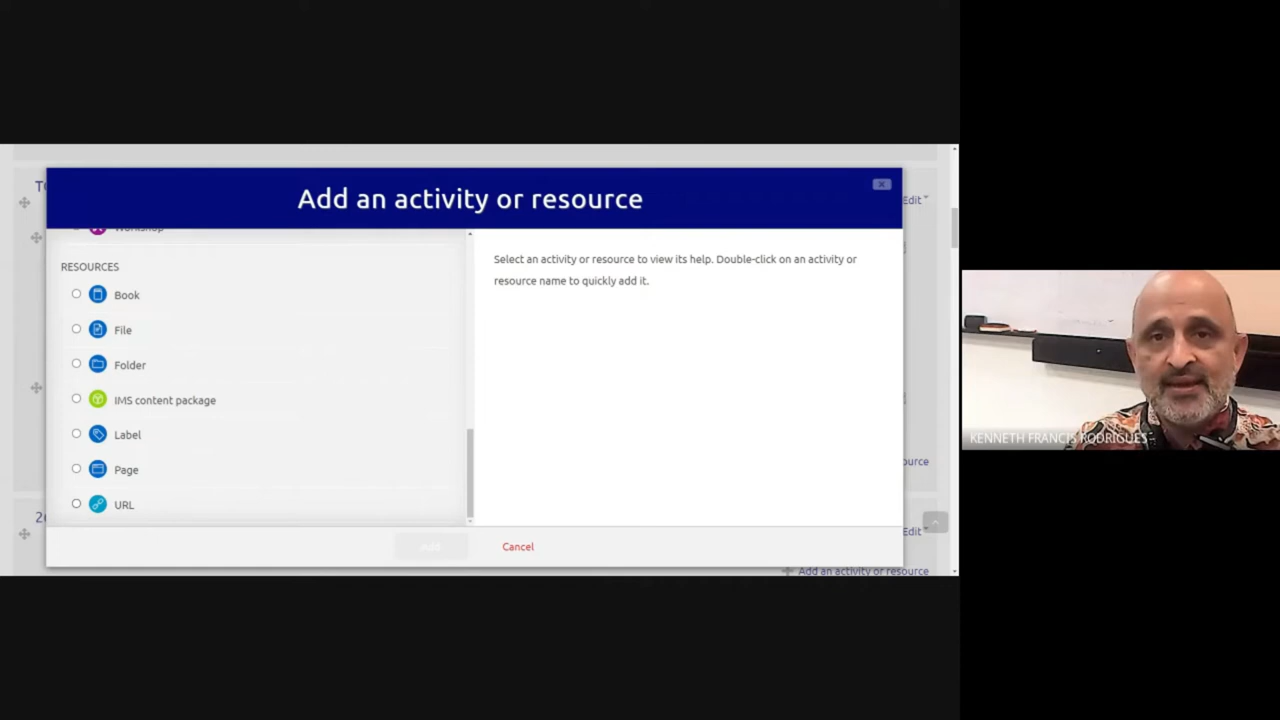 Add an activity or resource
Edit
Workshop
RESOURCES
Book
File
Folder
IMS content package
Label
Page
URL
Select an activity or resource to view its help. Double-click on an activity or
resource name to quickly add it.
KENNETH FRANCIS RODRIGUES
Edit
Add
Cancel
Add an activity or resource